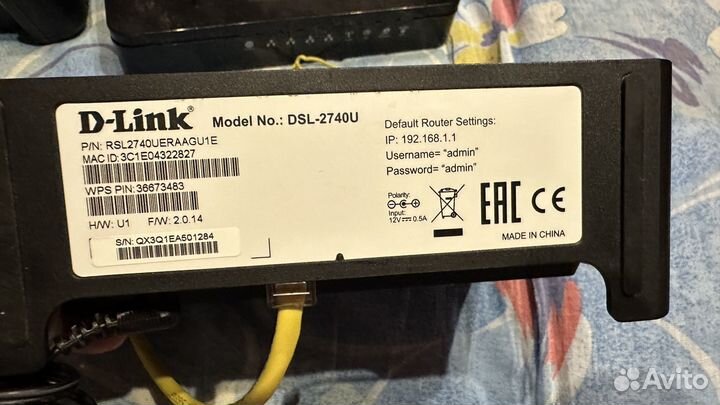 D-Link®
Model No.: DSL-2740U
P/N: RSL2740UERAAGU1E
MAC ID: 3C1E04322827
WPS PIN: 36673483
H/W: U1 F/W: 2.0.14
S/N: QX3Q1EA501284
Default Router Settings:
IP: 192.168.1.1
Username= “admin”
Password= “admin”
Polarity:
Input:
12V⎓0.5A
EAC CE
MADE IN CHINA
Avito